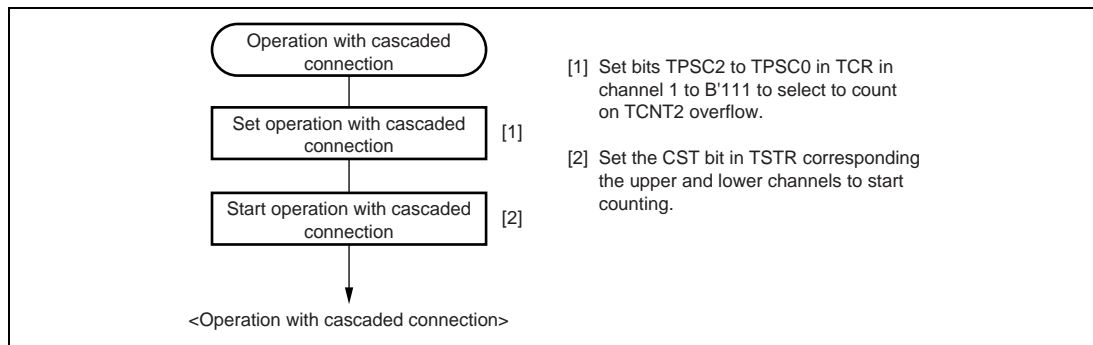 Operation with cascaded
connection
Set operation with cascaded
connection
[1]
Start operation with cascaded
connection
[2]
<Operation with cascaded connection>
[1] Set bits TPSC2 to TPSC0 in TCR in
channel 1 to B'111 to select to count
on TCNT2 overflow.
[2] Set the CST bit in TSTR corresponding
the upper and lower channels to start
counting.